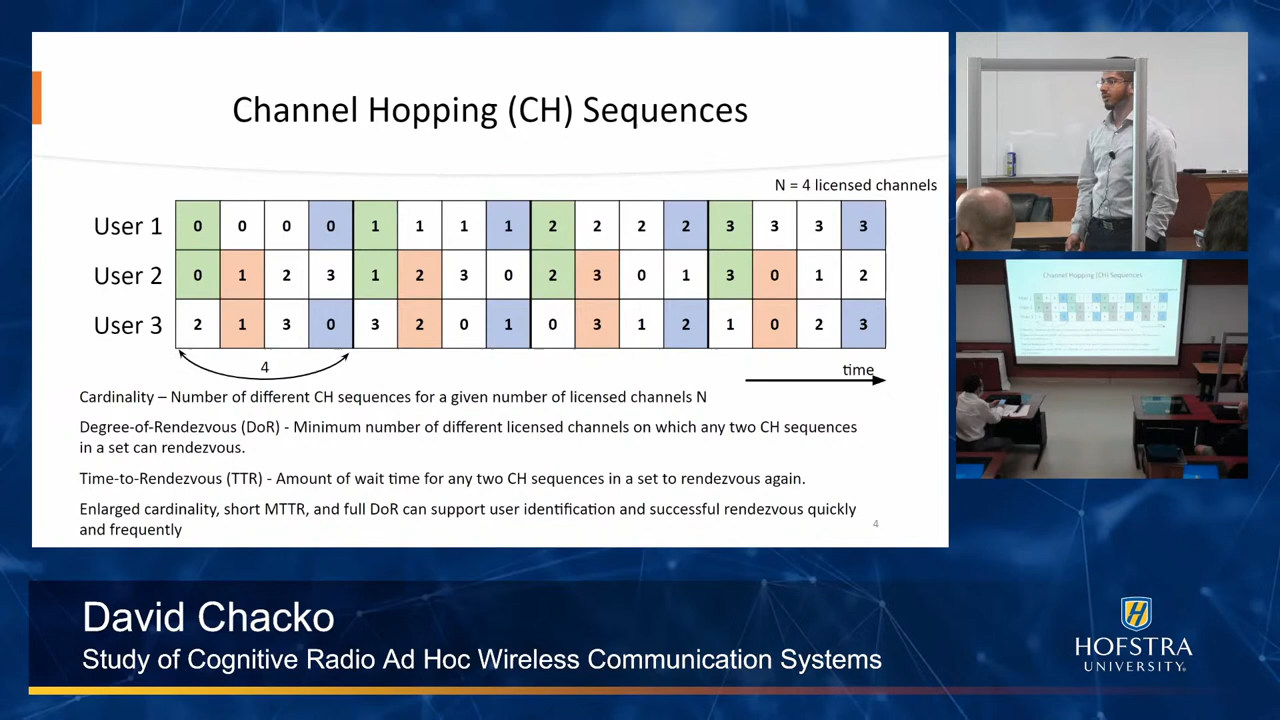 Channel Hopping (CH) Sequences
N = 4 licensed channels
User 1 0 0 0 0 1 1 1 1 2 2 2 2 3 3 3 3
User 2 0 1 2 3 1 2 3 0 2 3 0 1 3 0 1 2
User 3 2 1 3 0 3 2 0 1 0 3 1 2 1 0 2 3
4
time
Cardinality – Number of different CH sequences for a given number of licensed channels N
Degree-of-Rendezvous (DoR) - Minimum number of different licensed channels on which any two CH sequences
in a set can rendezvous.
Time-to-Rendezvous (TTR) - Amount of wait time for any two CH sequences in a set to rendezvous again.
Enlarged cardinality, short MTTR, and full DoR can support user identification and successful rendezvous quickly
and frequently
4
Channel Hopping (CH) Sequences
David Chacko
Study of Cognitive Radio Ad Hoc Wireless Communication Systems
H
HOFSTRA
UNIVERSITY®